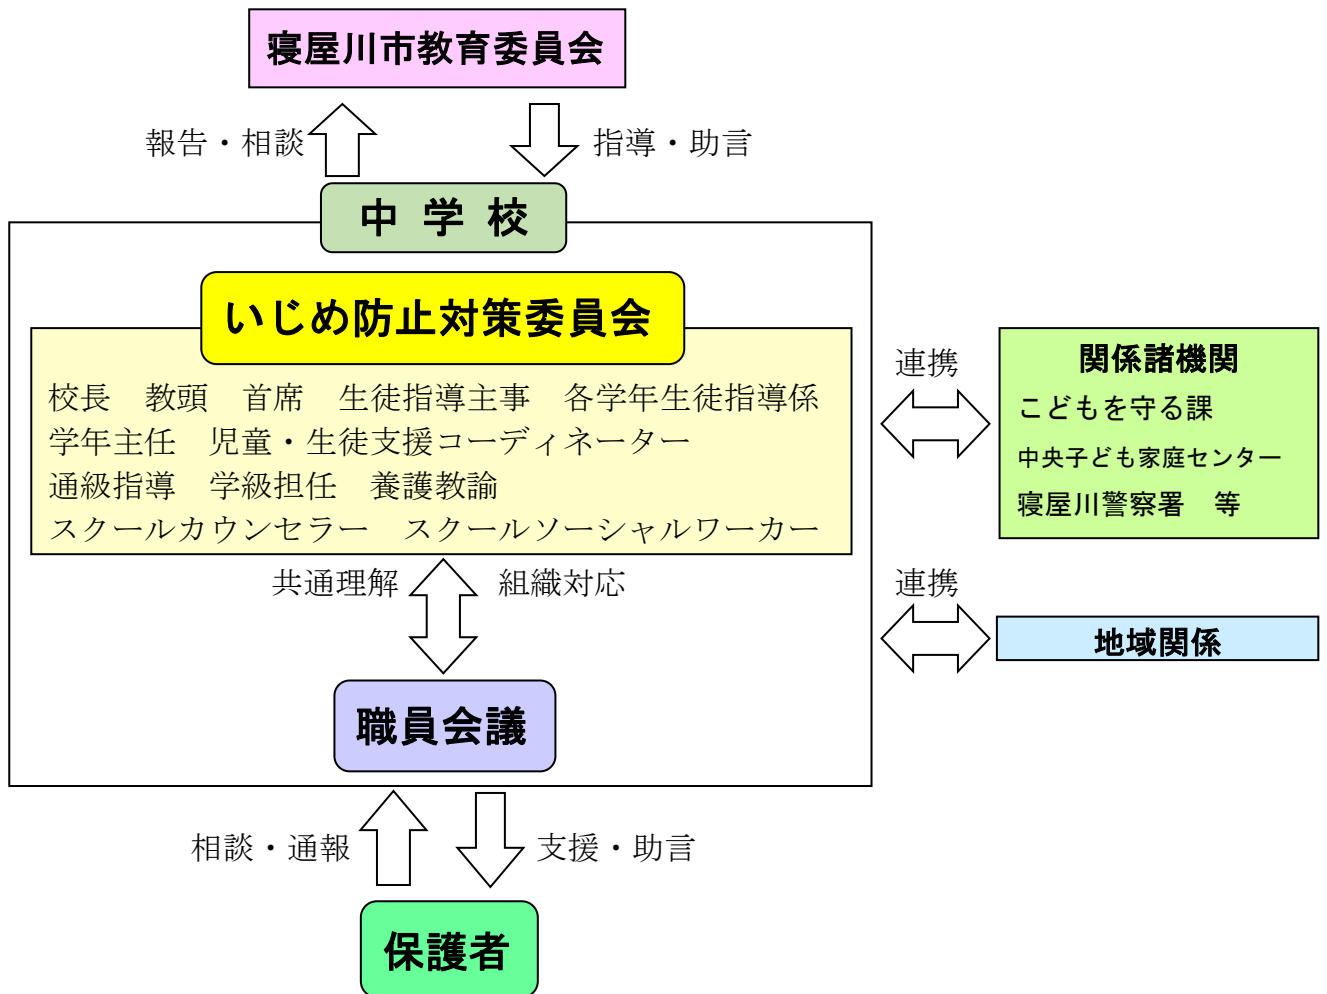 寝屋川市教育委員会
報告・相談
指導・助言
中 学 校
いじめ防止対策委員会
校長　教頭　首席　生徒指導主事　各学年生徒指導係
学年主任　児童・生徒支援コーディネーター
通級指導　学級担任　養護教諭
スクールカウンセラー　スクールソーシャルワーカー
共通理解
組織対応
職員会議
連携
関係諸機関
こどもを守る課
中央子ども家庭センター
寝屋川警察署　等
連携
地域関係
相談・通報
支援・助言
保護者